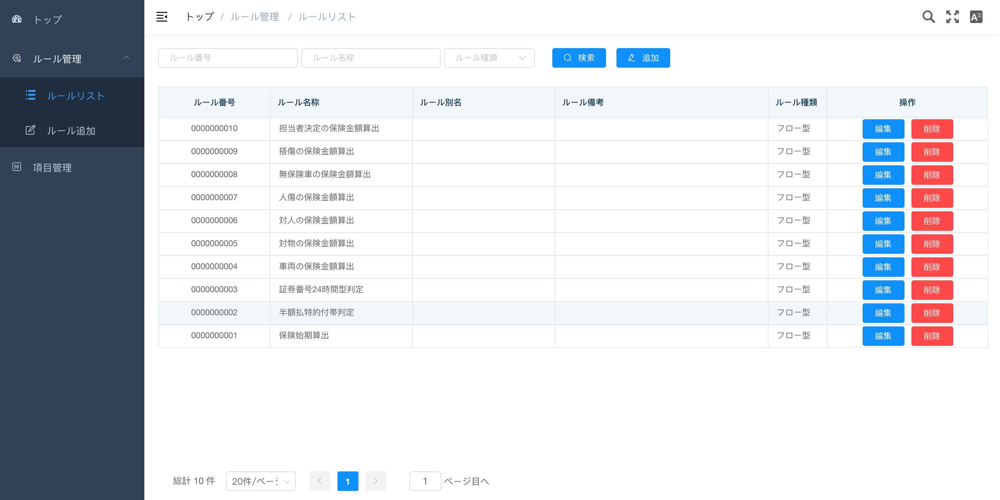 トップ
ルール管理
ルールリスト
ルール追加
項目管理
トップ / ルール管理 / ルールリスト
ルール番号 ルール名称 ルール種類 検索 追加
ルール番号 ルール名称 ルール別名 ルール備考 ルール種類 操作
0000000010 担当者決定の保険金額算出 フロー型 編集 削除
0000000009 搭傷の保険金額算出 フロー型 編集 削除
0000000008 無保険車の保険金額算出 フロー型 編集 削除
0000000007 人傷の保険金額算出 フロー型 編集 削除
0000000006 対人の保険金額算出 フロー型 編集 削除
0000000005 対物の保険金額算出 フロー型 編集 削除
0000000004 車両の保険金額算出 フロー型 編集 削除
0000000003 証券番号24時間型判定 フロー型 編集 削除
0000000002 半額払特約付帯判定 フロー型 編集 削除
0000000001 保険始期算出 フロー型 編集 削除
総計 10 件 20件/ページ 1 1 ページ目へ